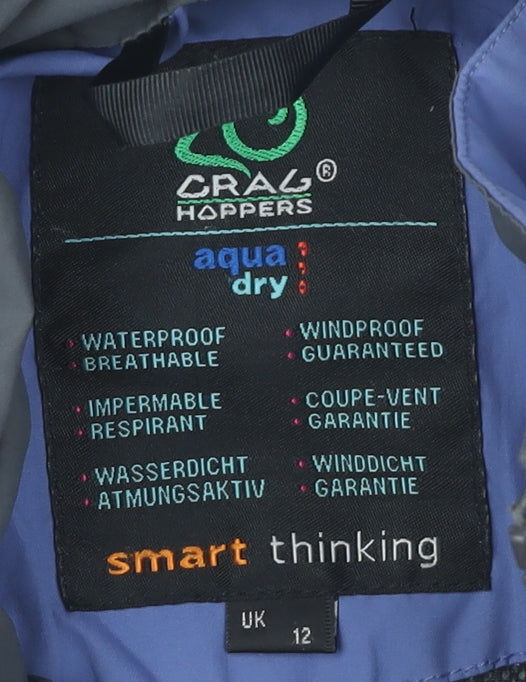 CRAG®
HOPPERS
aqua
dry
WATERPROOF
BREATHABLE
WINDPROOF
GUARANTEED
IMPERMABLE
RESPIRANT
COUPE-VENT
GARANTIE
WASSERDICHT
ATMUNGSAKTIV
WINDDICHT
GARANTIE
smart thinking
UK
12